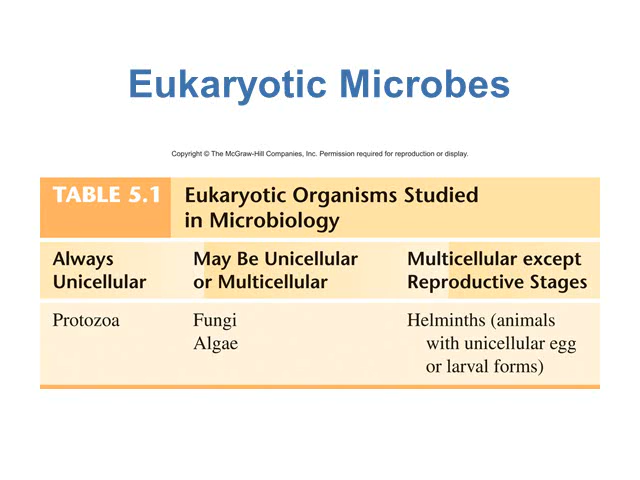 Eukaryotic Microbes
Copyright © The McGraw-Hill Companies, Inc. Permission required for reproduction or display.
TABLE 5.1
Eukaryotic Organisms Studied
in Microbiology
Always
Unicellular
May Be Unicellular
or Multicellular
Multicellular except
Reproductive Stages
Protozoa
Fungi
Algae
Helminths (animals
with unicellular egg
or larval forms)